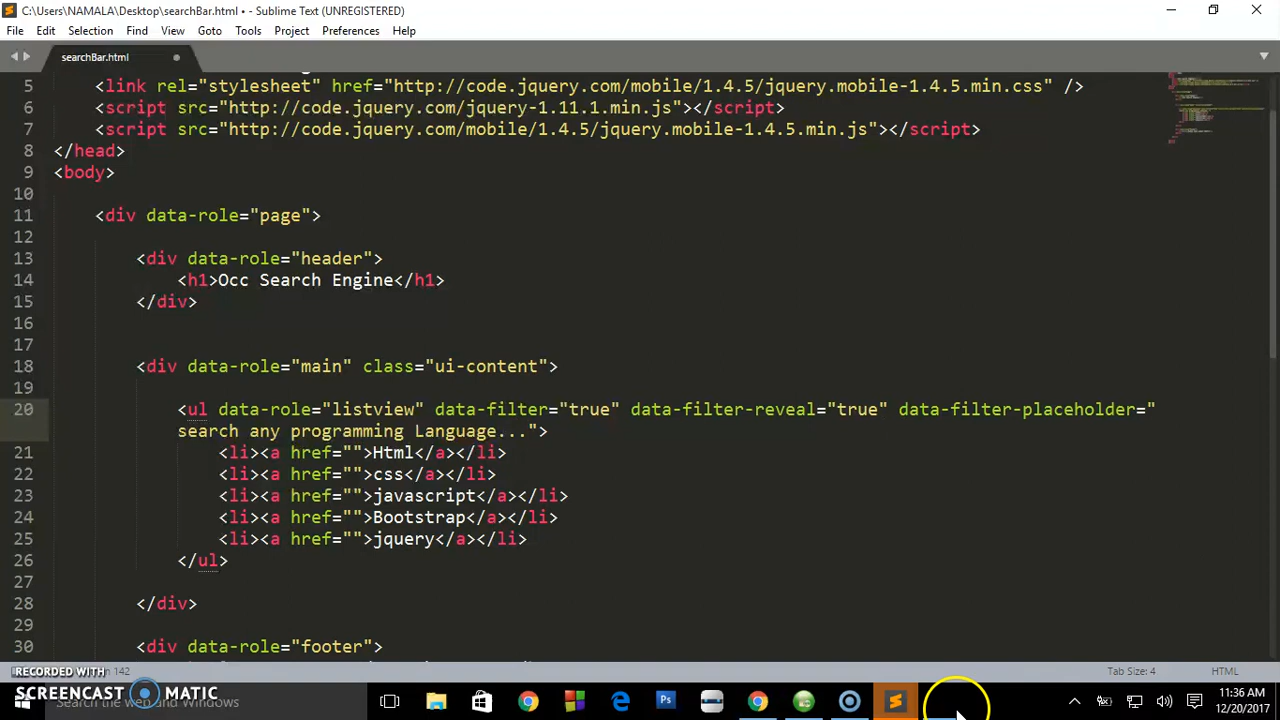 C:\Users\NAMALA\Desktop\searchBar.html • - Sublime Text (UNREGISTERED)
File Edit Selection Find View Goto Tools Project Preferences Help
searchBar.html
5 <link rel="stylesheet" href="http://code.jquery.com/mobile/1.4.5/jquery.mobile-1.4.5.min.css" />
6 <script src="http://code.jquery.com/jquery-1.11.1.min.js"></script>
7 <script src="http://code.jquery.com/mobile/1.4.5/jquery.mobile-1.4.5.min.js"></script>
8 </head>
9 <body>
10
11 <div data-role="page">
12
13 <div data-role="header">
14 <h1>Occ Search Engine</h1>
15 </div>
16
17
18 <div data-role="main" class="ui-content">
19
20 <ul data-role="listview" data-filter="true" data-filter-reveal="true" data-filter-placeholder="
search any programming Language...">
21 <li><a href="">Html</a></li>
22 <li><a href="">css</a></li>
23 <li><a href="">javascript</a></li>
24 <li><a href="">Bootstrap</a></li>
25 <li><a href="">jquery</a></li>
26 </ul>
27
28 </div>
29
30 <div data-role="footer">
RECORDED WITH 142 Tab Size: 4 HTML
SCREENCAST MATIC
Search the web and Windows
Ps
11:36 AM
12/20/2017